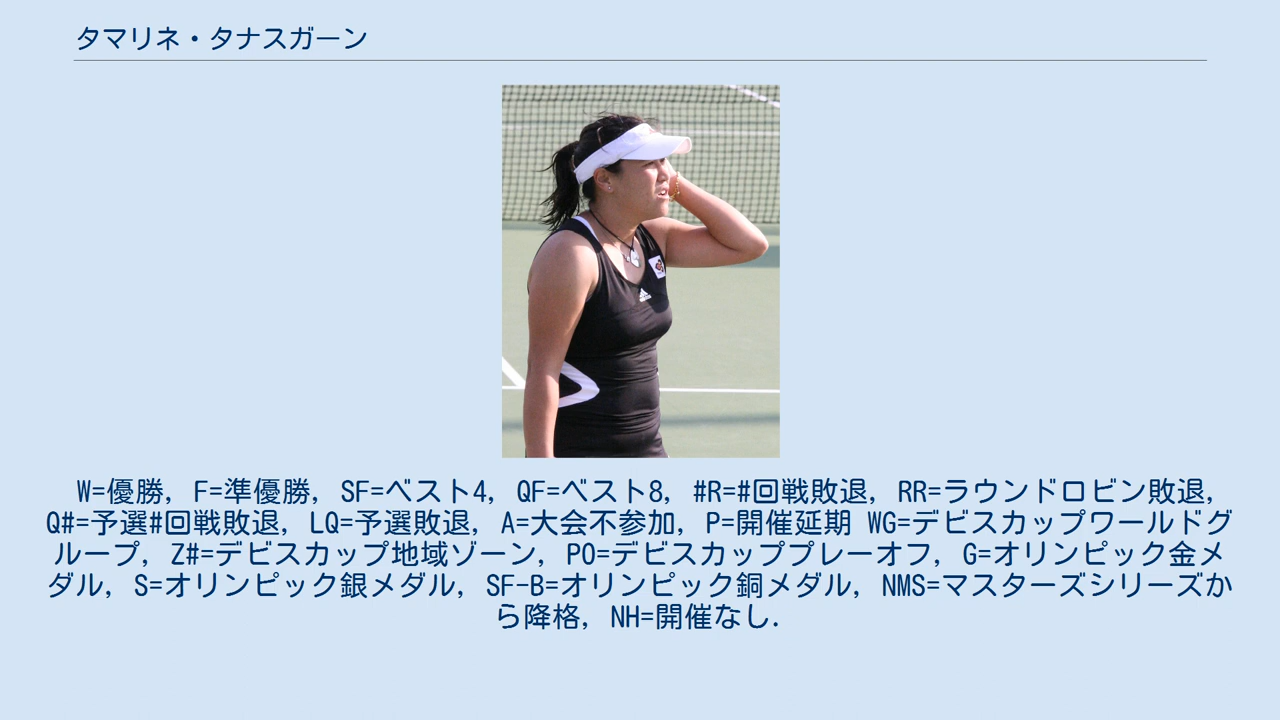 タマリネ・タナスガーン
W=優勝, F=準優勝, SF=ベスト4, QF=ベスト8, #R=#回戦敗退, RR=ラウンドロビン敗退,
Q#=予選#回戦敗退, LQ=予選敗退, A=大会不参加, P=開催延期 WG=デビスカップワールドグ
ループ, Z#=デビスカップ地域ゾーン, PO=デビスカッププレーオフ, G=オリンピック金メ
ダル, S=オリンピック銀メダル, SF-B=オリンピック銅メダル, NMS=マスターズシリーズか
ら降格, NH=開催なし.